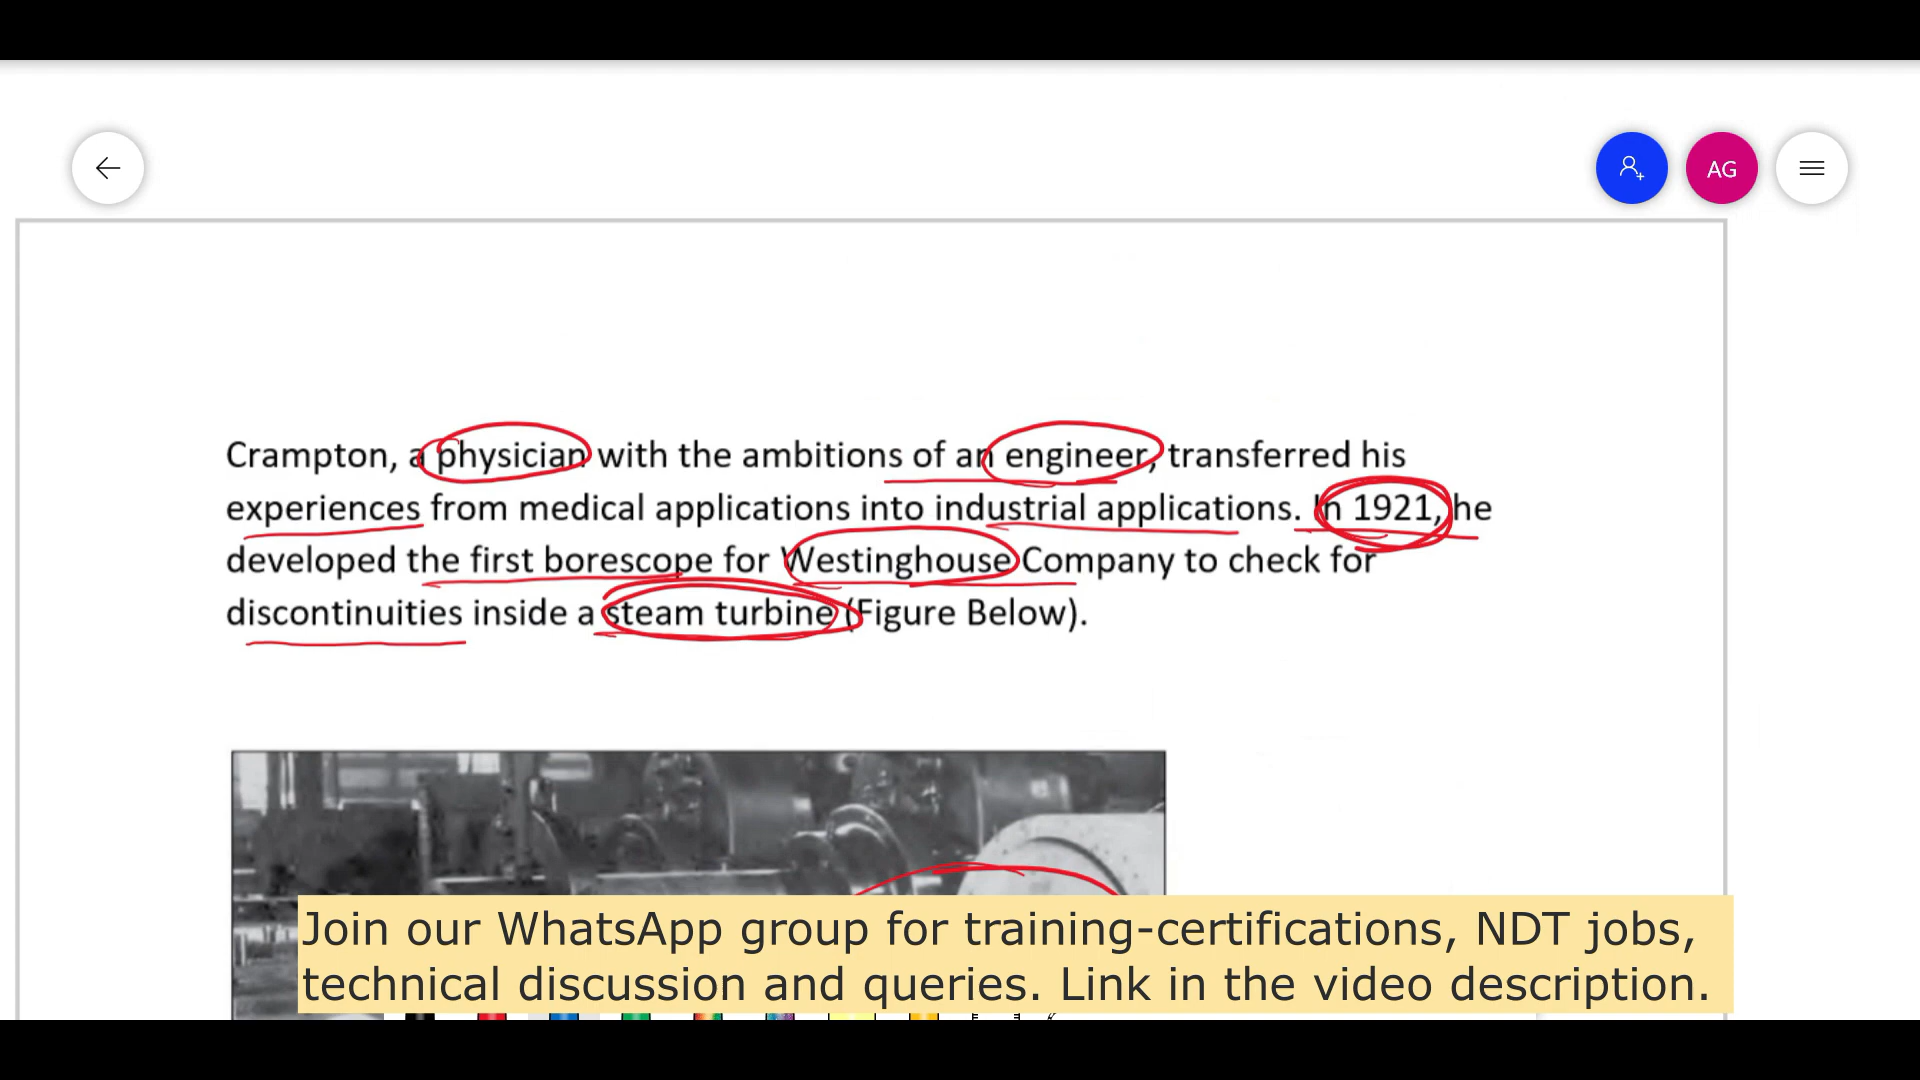 AG
Crampton, a physician with the ambitions of an engineer, transferred his
experiences from medical applications into industrial applications. In 1921, he
developed the first borescope for Westinghouse Company to check for
discontinuities inside a steam turbine (Figure Below).
Join our WhatsApp group for training-certifications, NDT jobs,
technical discussion and queries. Link in the video description.